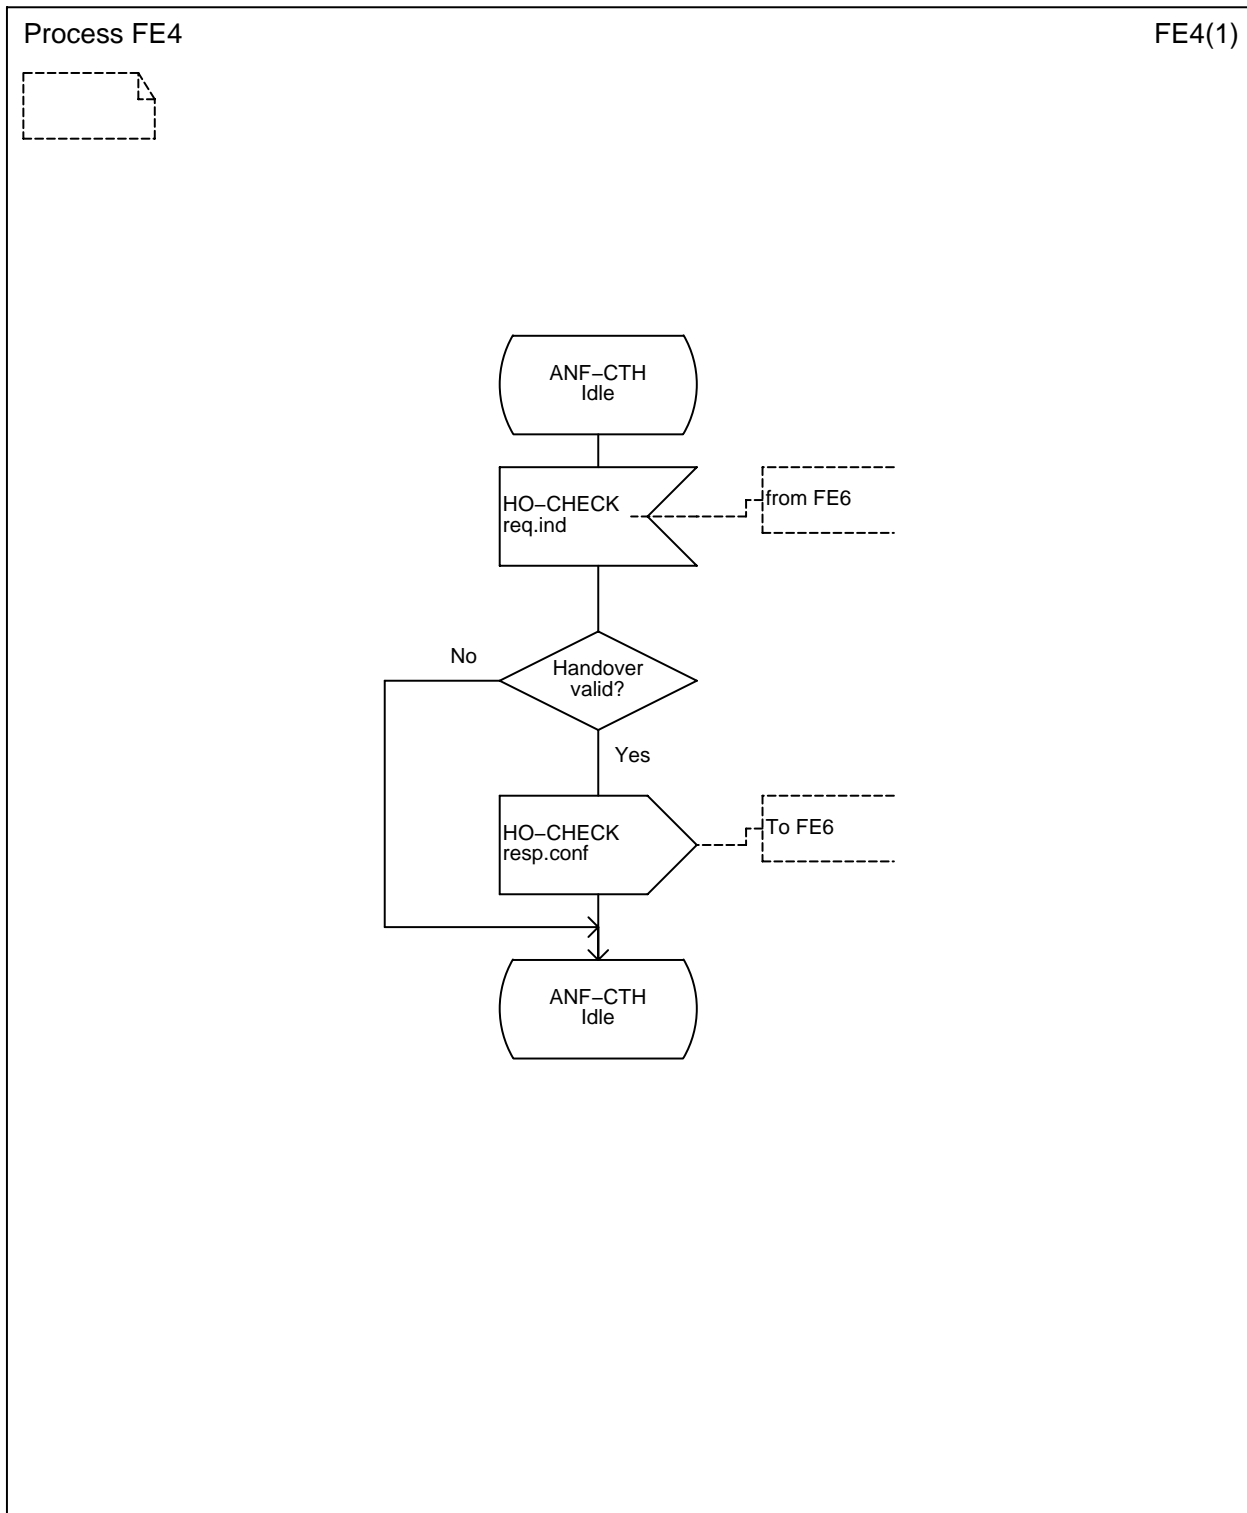 Process FE4
FE4(1)
ANF–CTH
Idle
HO–CHECK
req.ind
from FE6
No
Handover
valid?
Yes
HO–CHECK
resp.conf
To FE6
ANF–CTH
Idle